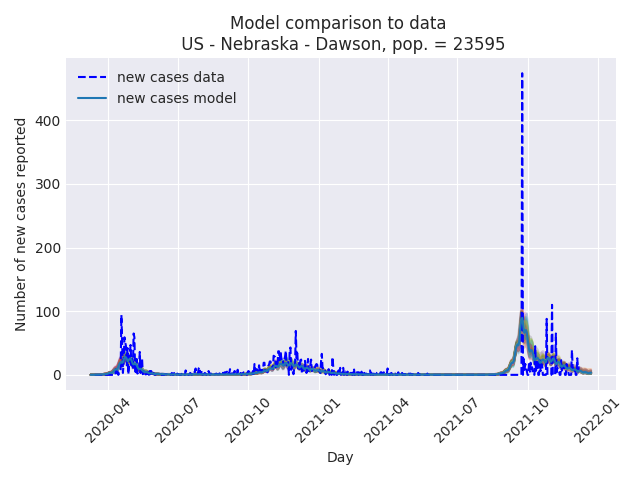 Model comparison to data
US - Nebraska - Dawson, pop. = 23595
new cases data
new cases model
Number of new cases reported
400
300
200
100
0
2020-04
2020-07
2020-10
2021-01
2021-04
2021-07
2021-10
2022-01
Day